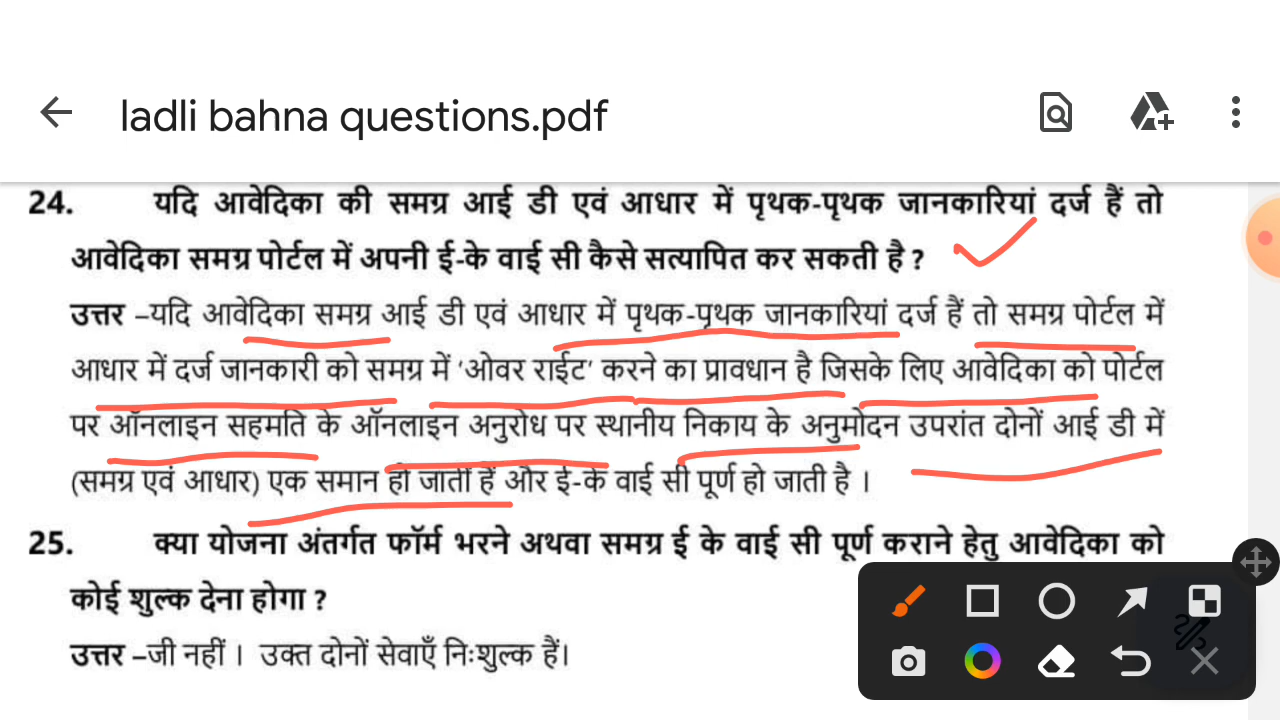 ladli bahna questions.pdf
24. यदि आवेदिका की समग्र आई डी एवं आधार में पृथक-पृथक जानकारियां दर्ज हैं तो
आवेदिका समग्र पोर्टल में अपनी ई-के वाई सी कैसे सत्यापित कर सकती है ?
उत्तर –यदि आवेदिका समग्र आई डी एवं आधार में पृथक-पृथक जानकारियां दर्ज हैं तो समग्र पोर्टल में
आधार में दर्ज जानकारी को समग्र में ‘ओवर राईट’ करने का प्रावधान है जिसके लिए आवेदिका को पोर्टल
पर ऑनलाइन सहमति के ऑनलाइन अनुरोध पर स्थानीय निकाय के अनुमोदन उपरांत दोनों आई डी में
(समग्र एवं आधार) एक समान हो जाती हैं और ई-के वाई सी पूर्ण हो जाती है ।
25. क्या योजना अंतर्गत फॉर्म भरने अथवा समग्र ई के वाई सी पूर्ण कराने हेतु आवेदिका को
कोई शुल्क देना होगा ?
उत्तर –जी नहीं । उक्त दोनों सेवाएँ निःशुल्क हैं।